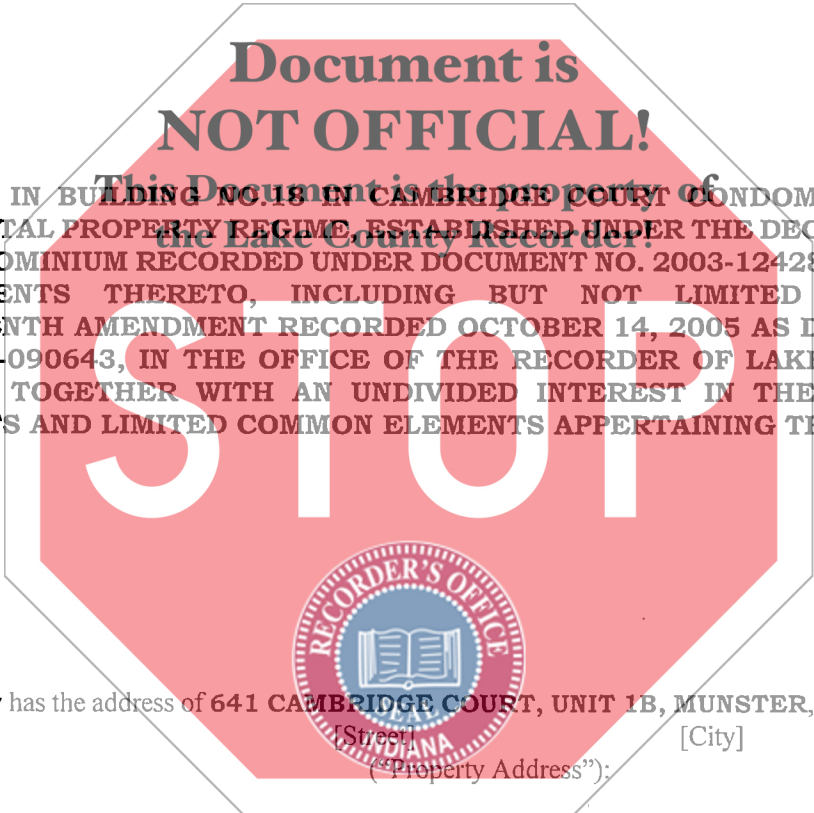 Document is
NOT OFFICIAL!
This Document is the property of
the Lake County Recorder!
IN BUILDING NO.18 IN CAMBRIDGE COURT CONDOM
TAL PROPERTY REGIME, ESTABLISHED UNDER THE DEC
OMINIUM RECORDED UNDER DOCUMENT NO. 2003-12428
ENTS THERETO, INCLUDING BUT NOT LIMITED
NTH AMENDMENT RECORDED OCTOBER 14, 2005 AS D
-090643, IN THE OFFICE OF THE RECORDER OF LAKE
TOGETHER WITH AN UNDIVIDED INTEREST IN THE
S AND LIMITED COMMON ELEMENTS APPERTAINING TH
STOP
RECORDER'S OFFICE
SEAL
INDIANA
has the address of 641 CAMBRIDGE COURT, UNIT 1B, MUNSTER,
[Street] [City]
("Property Address");